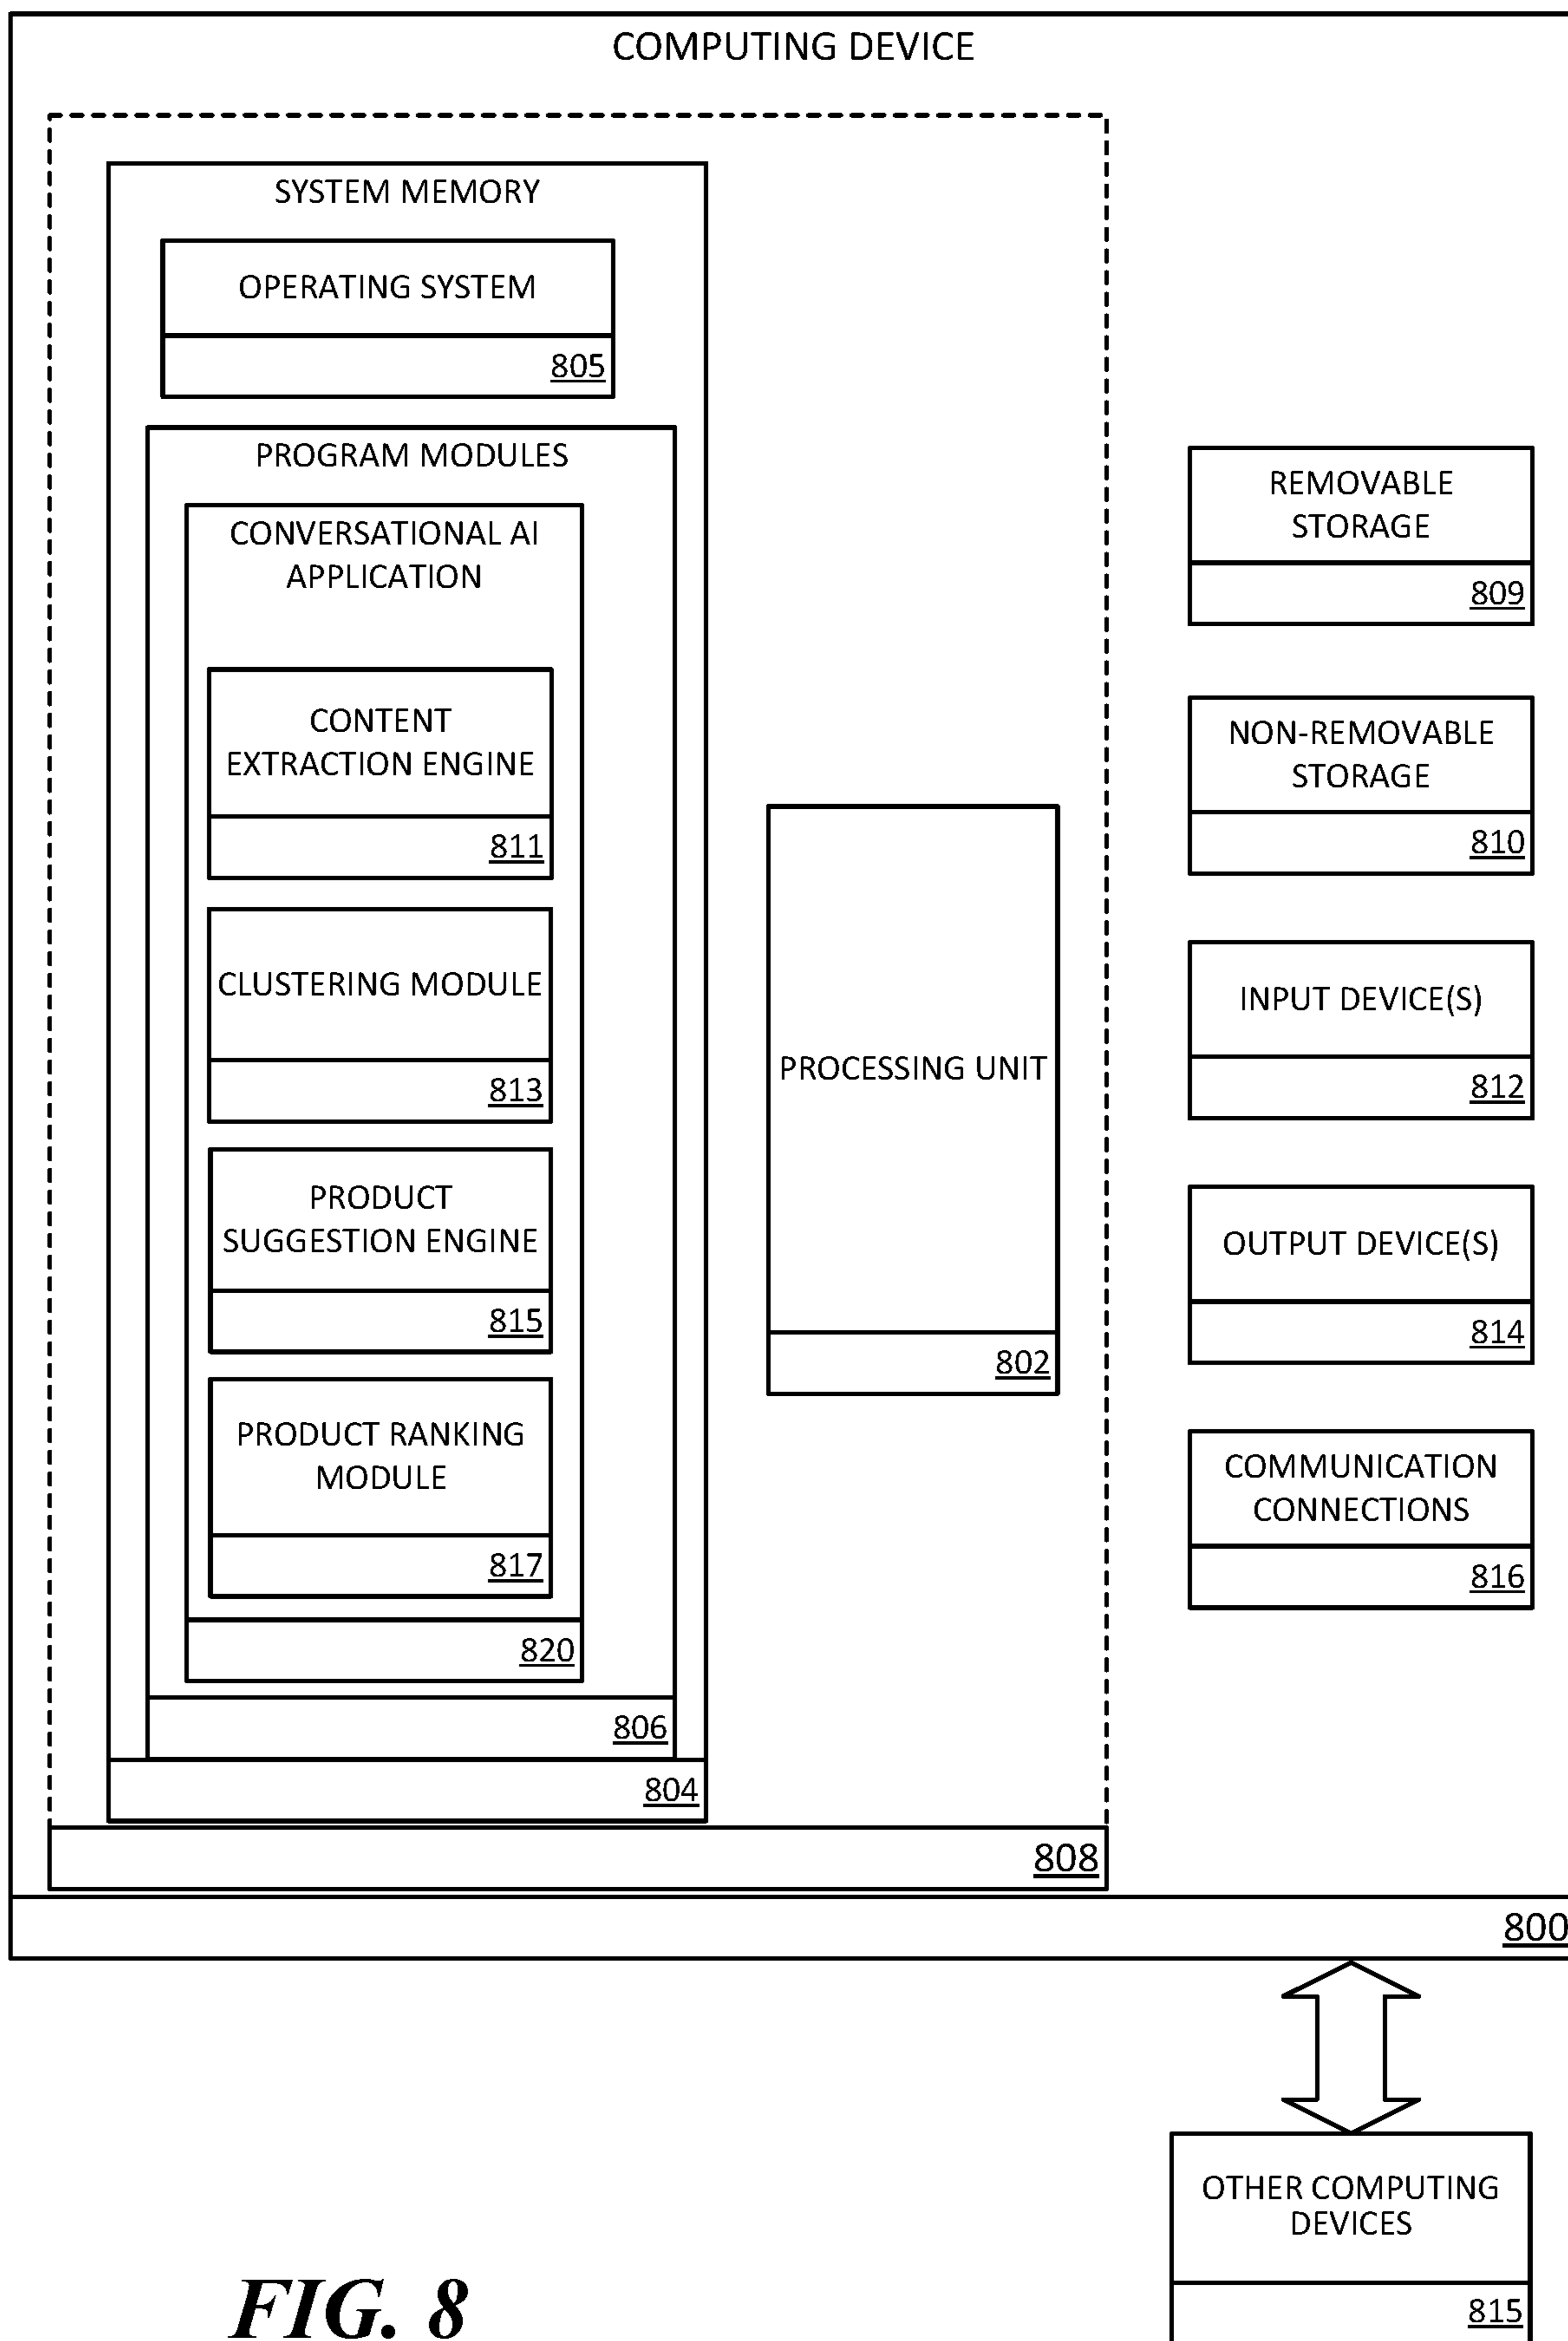 COMPUTING DEVICE
SYSTEM MEMORY
OPERATING SYSTEM
805
PROGRAM MODULES
CONVERSATIONAL AI
APPLICATION
CONTENT
EXTRACTION ENGINE
811
CLUSTERING MODULE
813
PRODUCT
SUGGESTION ENGINE
815
PRODUCT RANKING
MODULE
817
820
806
804
PROCESSING UNIT
802
808
REMOVABLE
STORAGE
809
NON-REMOVABLE
STORAGE
810
INPUT DEVICE(S)
812
OUTPUT DEVICE(S)
814
COMMUNICATION
CONNECTIONS
816
800
OTHER COMPUTING
DEVICES
815
FIG. 8